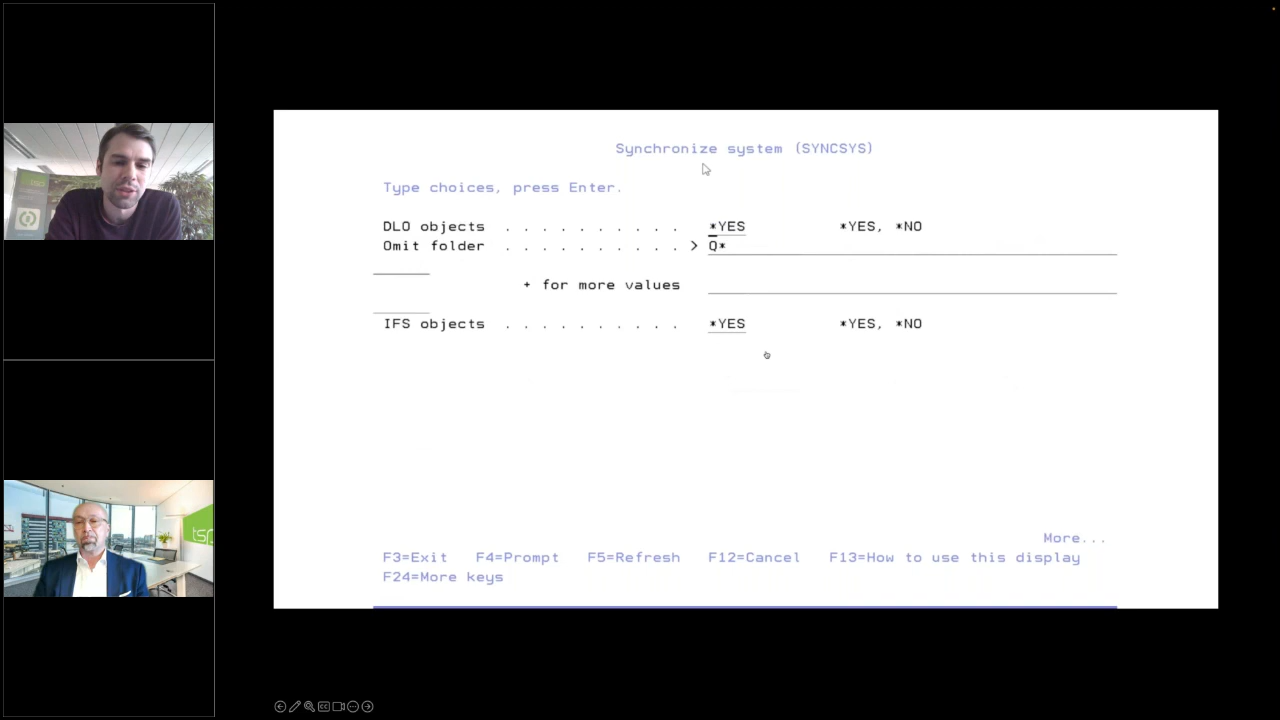 Synchronize system (SYNCSYS)
Type choices, press Enter.
DLO objects . . . . . . . . . . *YES *YES, *NO
Omit folder . . . . . . . . . . > Q*
+ for more values
IFS objects . . . . . . . . . . *YES *YES, *NO
More...
F3=Exit F4=Prompt F5=Refresh F12=Cancel F13=How to use this display
F24=More keys